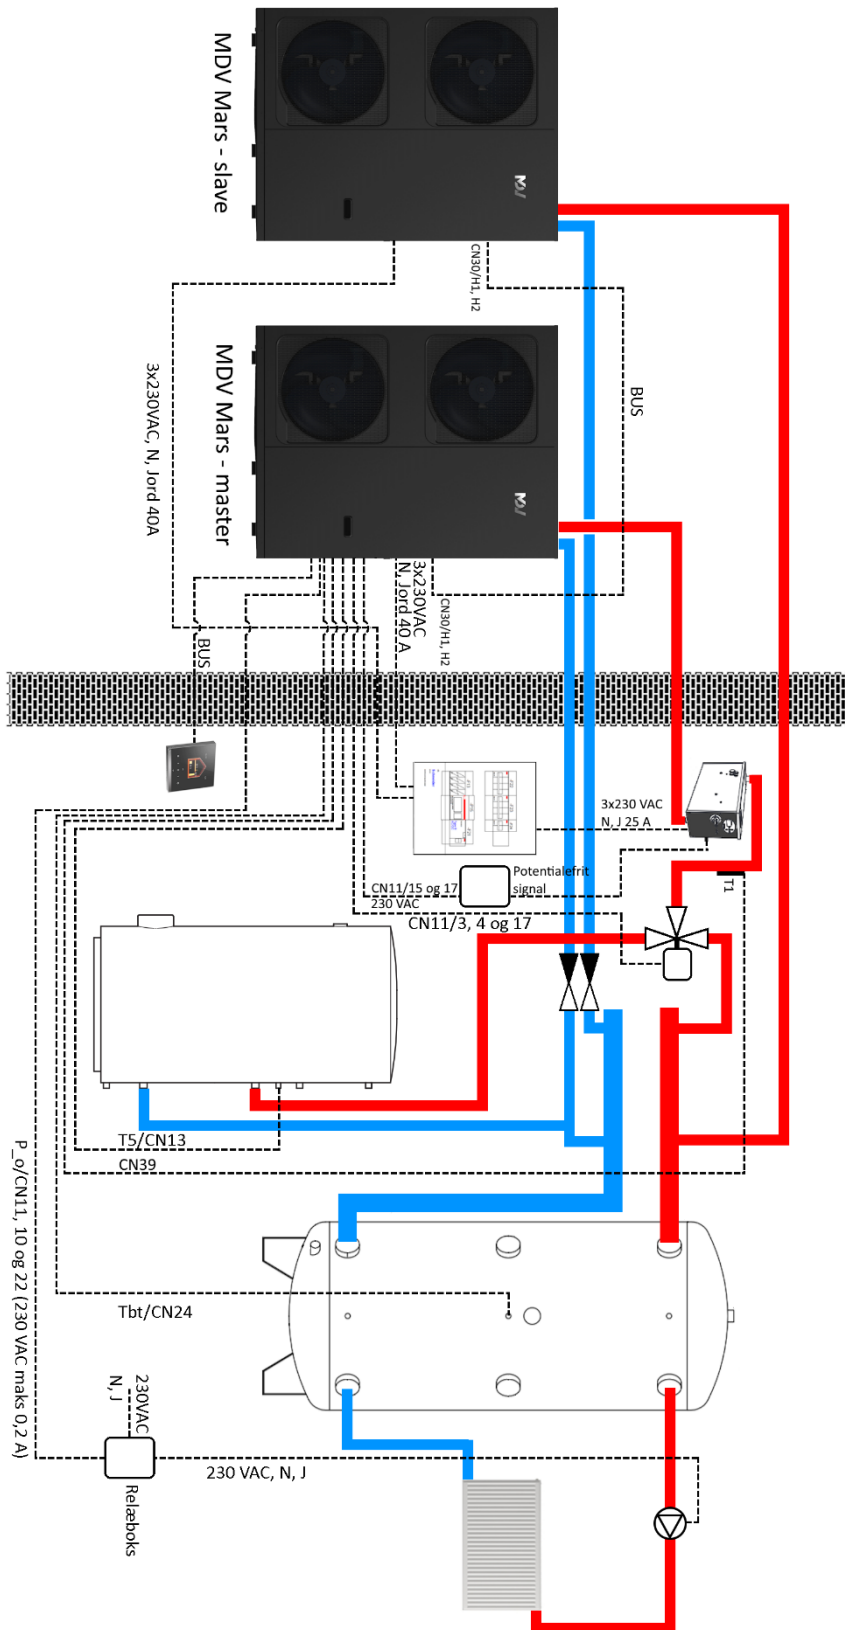 MDV Mars - slave
CN30/H1, H2
3x230VAC, N, Jord 40A
BUS
MDV Mars - master
3x230VAC
N, Jord 40 A
CN30/H1, H2
BUS
3x230 VAC
N, J 25 A
Potentialefrit
signal
CN11/15 og 17
230 VAC
CN11/3, 4 og 17
T1
T5/CN13
CN39
Tbt/CN24
P_o/CN11, 10 og 22 (230 VAC maks 0,2 A)
230VAC
N, J
230 VAC, N, J
Relæboks